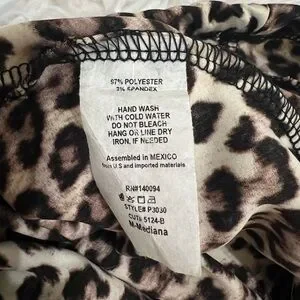 97% POLYESTER
3% SPANDEX
HAND WASH
WITH COLD WATER
DO NOT BLEACH
HANG OR LINE DRY
IRON, IF NEEDED
Assembled in MEXICO
from U.S and imported materials
RN#140094
STYLE# P3030
CUT# 5124-B
M-Mediana